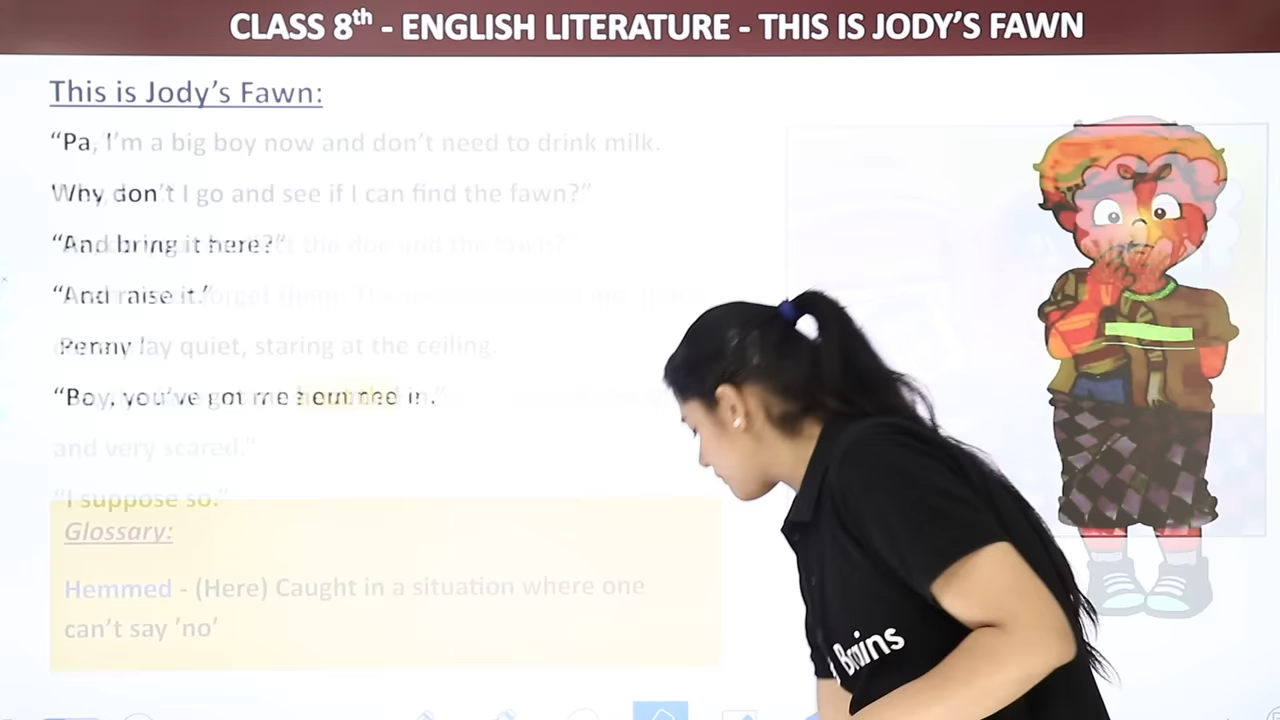 CLASS 8th - ENGLISH LITERATURE - THIS IS JODY'S FAWN
This is Jody's Fawn:
“Pa, I’m a big boy now and don’t need to drink milk.
Why don’t I go and see if I can find the fawn?”
“And bring it here?”
“And raise it.”
Penny lay quiet, staring at the ceiling.
“Boy, you’ve got me hemmed in.”
and very scared.”
“I suppose so.”
Glossary:
Hemmed - (Here) Caught in a situation where one
can’t say ’no’
Brains